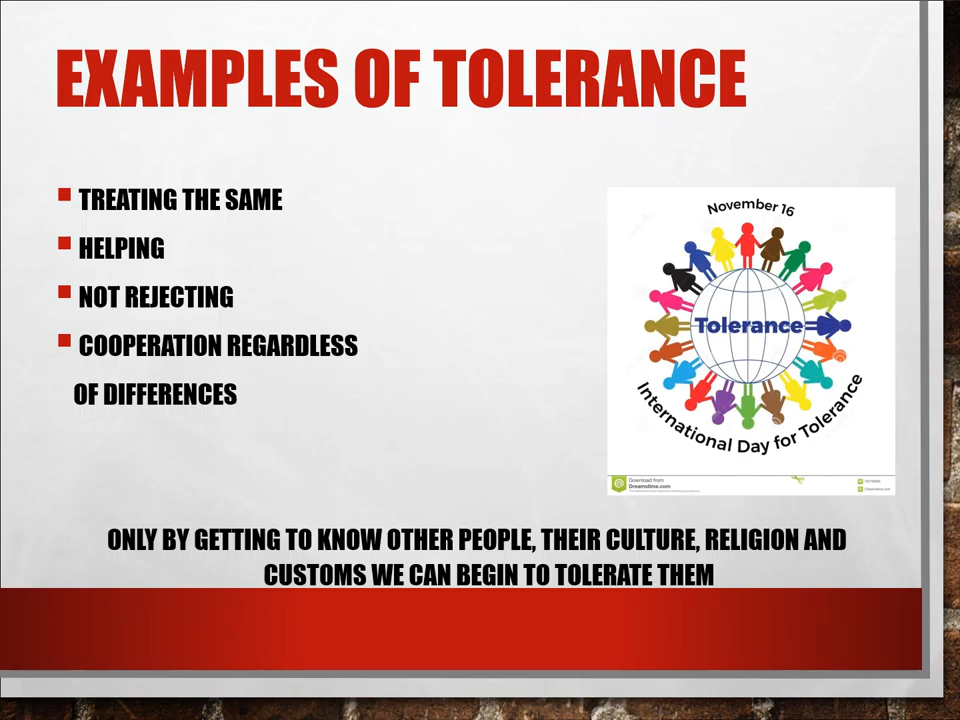 EXAMPLES OF TOLERANCE
TREATING THE SAME
HELPING
NOT REJECTING
COOPERATION REGARDLESS
OF DIFFERENCES
November 16
Tolerance
International Day for Tolerance
Download from
Dreamstime.com
ONLY BY GETTING TO KNOW OTHER PEOPLE, THEIR CULTURE, RELIGION AND
CUSTOMS WE CAN BEGIN TO TOLERATE THEM